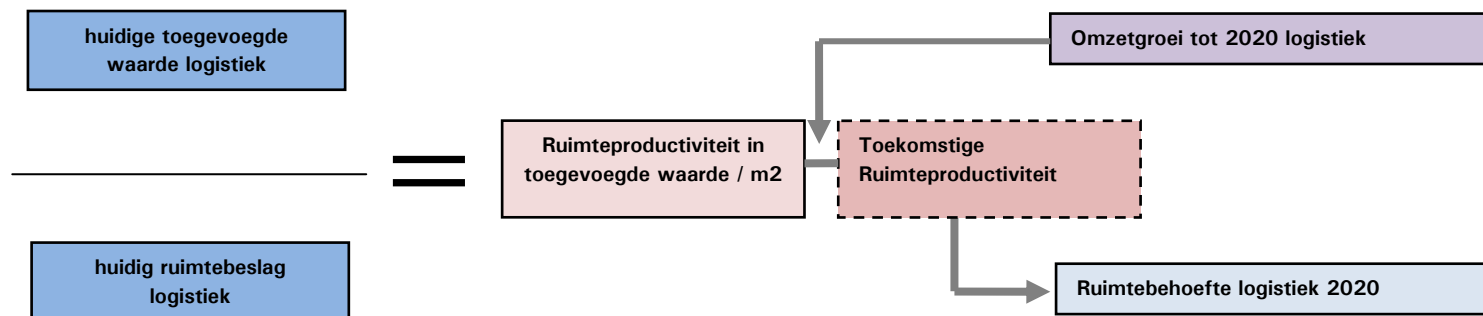 huidige toegevoegde
waarde logistiek
Omzetgroei tot 2020 logistiek
Ruimteproductiviteit in
toegevoegde waarde / m2
Toekomstige
Ruimteproductiviteit
=
huidig ruimtebeslag
logistiek
Ruimtebehoefte logistiek 2020